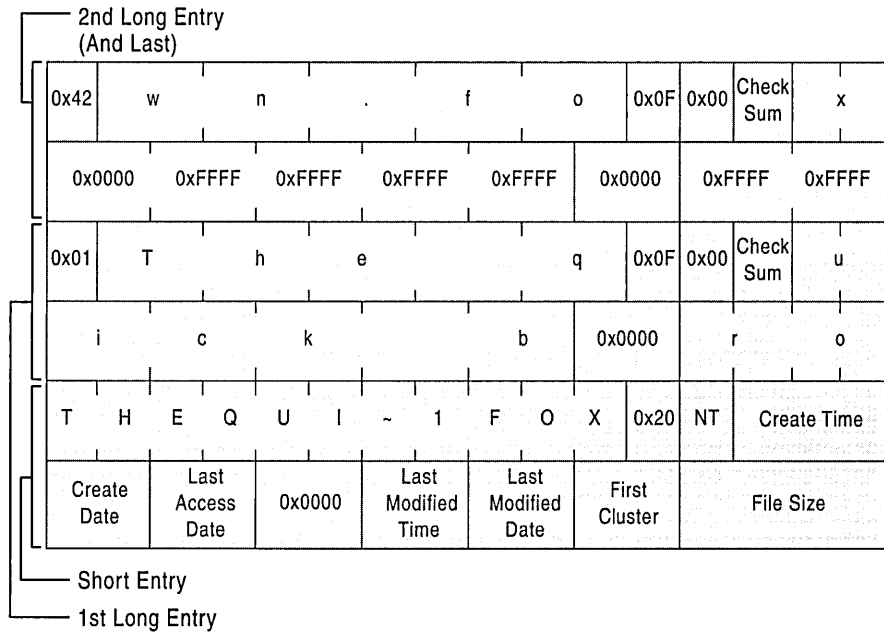 2nd Long Entry
(And Last)
0x42 w n . f o 0x0F 0x00 Check Sum x
0x0000 0xFFFF 0xFFFF 0xFFFF 0xFFFF 0x0000 0xFFFF 0xFFFF
0x01 T h e q 0x0F 0x00 Check Sum u
i c k b 0x0000 r o
T H E Q U I ~ 1 F O X 0x20 NT Create Time
Create Date Last Access Date 0x0000 Last Modified Time Last Modified Date First Cluster File Size
Short Entry
1st Long Entry